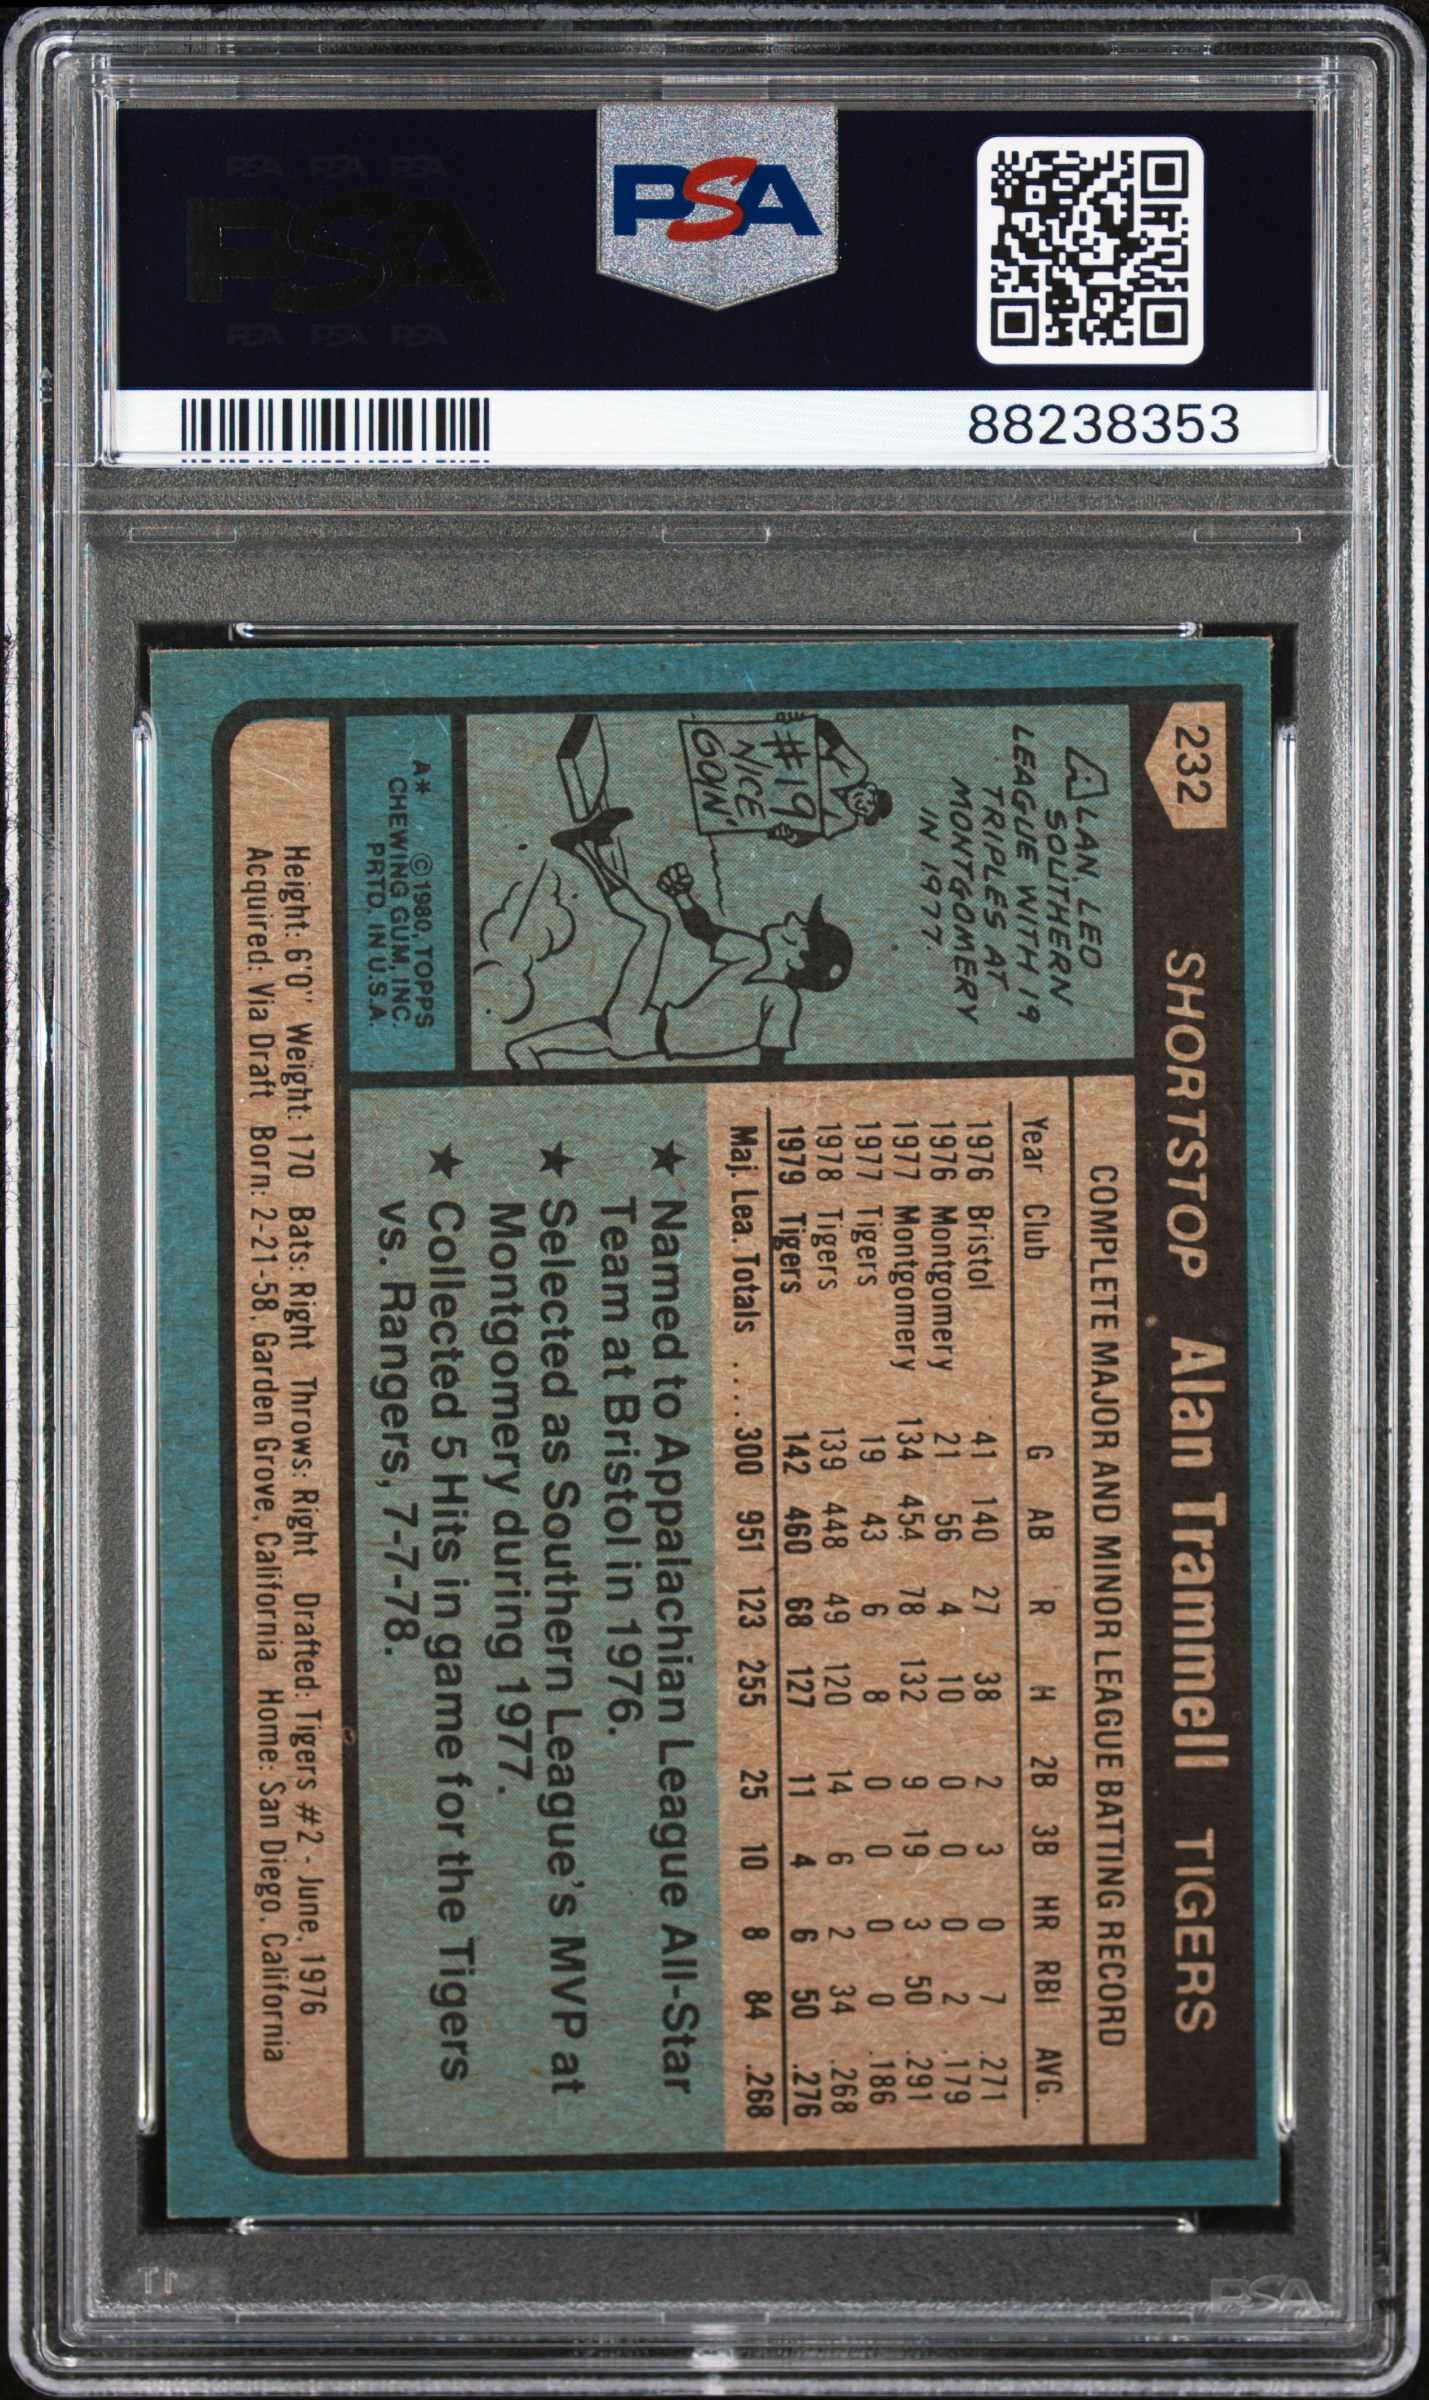 PSA PSA PSA
PSA
PSA PSA PSA
PSA
88238353
232 SHORTSTOP Alan Trammell TIGERS
ALAN LED
SOUTHERN
LEAGUE WITH 19
TRIPLES AT
MONTGOMERY
IN 1977.
#19
NICE
GOYN'
A* © 1980, TOPPS
CHEWING GUM, INC.
PRTD. IN U.S.A.
COMPLETE MAJOR AND MINOR LEAGUE BATTING RECORD
Year Club G AB R H 2B 3B HR RBI AVG.
1976 Bristol 41 140 27 38 2 3 0 7 .271
1976 Montgomery 21 56 4 10 0 0 0 2 .179
1977 Montgomery 134 454 78 132 9 19 3 50 .291
1977 Tigers 19 43 6 8 0 0 0 0 .186
1978 Tigers 139 448 49 120 14 6 2 34 .268
1979 Tigers 142 460 68 127 11 4 6 50 .276
Maj. Lea. Totals .... 300 951 123 255 25 10 8 84 .268
★ Named to Appalachian League All-Star
Team at Bristol in 1976.
★ Selected as Southern League's MVP at
Montgomery during 1977.
★ Collected 5 Hits in game for the Tigers
vs. Rangers, 7-7-78.
Height: 6'0" Weight: 170 Bats: Right Throws: Right Drafted: Tigers #2 - June, 1976
Acquired: Via Draft Born: 2-21-58, Garden Grove, California Home: San Diego, California
PSA